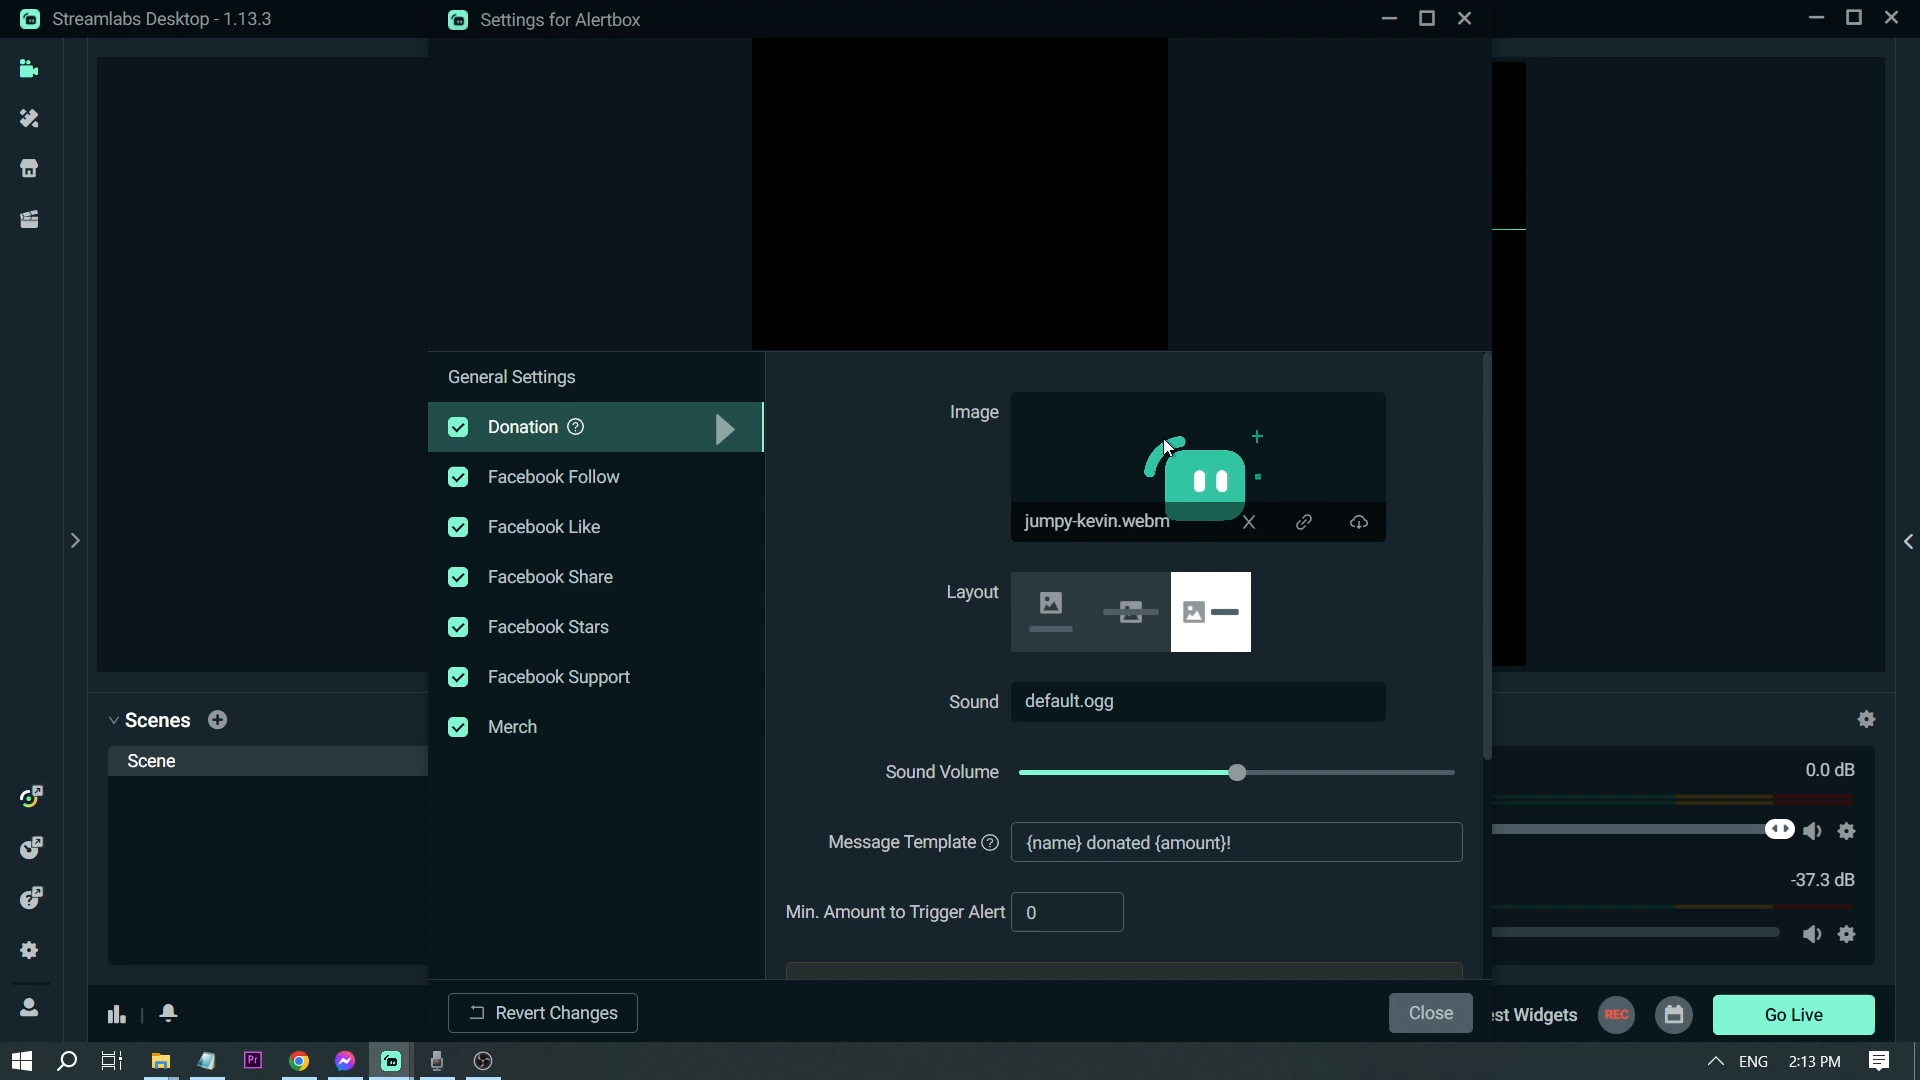 Streamlabs Desktop - 1.13.3
Settings for Alertbox
General Settings
Donation ?
Facebook Follow
Facebook Like
Facebook Share
Facebook Stars
Facebook Support
Merch
Image
jumpy-kevin.webm
Layout
Sound
default.ogg
Sound Volume
Message Template ?
{name} donated {amount}!
Min. Amount to Trigger Alert
0
Revert Changes
Close
Scenes
Scene
0.0 dB
-37.3 dB
est Widgets
REC
Go Live
Pr
ENG
2:13 PM